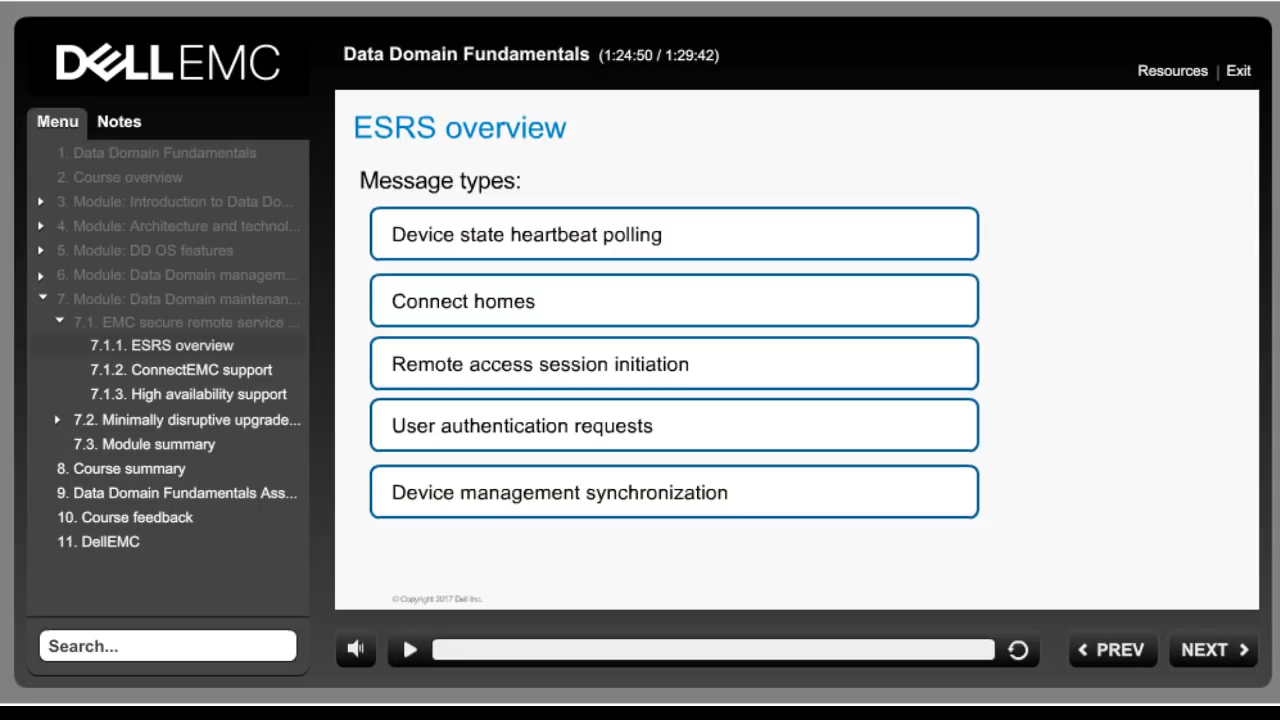 DELLEMC
Data Domain Fundamentals (1:24:50 / 1:29:42)
Resources | Exit
Menu
Notes
1. Data Domain Fundamentals
2. Course overview
3. Module: Introduction to Data Do...
4. Module: Architecture and technol...
5. Module: DD OS features
6. Module: Data Domain managem...
7. Module: Data Domain maintenan...
7.1. EMC secure remote service ...
7.1.1. ESRS overview
7.1.2. ConnectEMC support
7.1.3. High availability support
7.2. Minimally disruptive upgrade...
7.3. Module summary
8. Course summary
9. Data Domain Fundamentals Ass...
10. Course feedback
11. DellEMC
Search...
ESRS overview
Message types:
Device state heartbeat polling
Connect homes
Remote access session initiation
User authentication requests
Device management synchronization
© Copyright 2017 Dell Inc.
PREV
NEXT